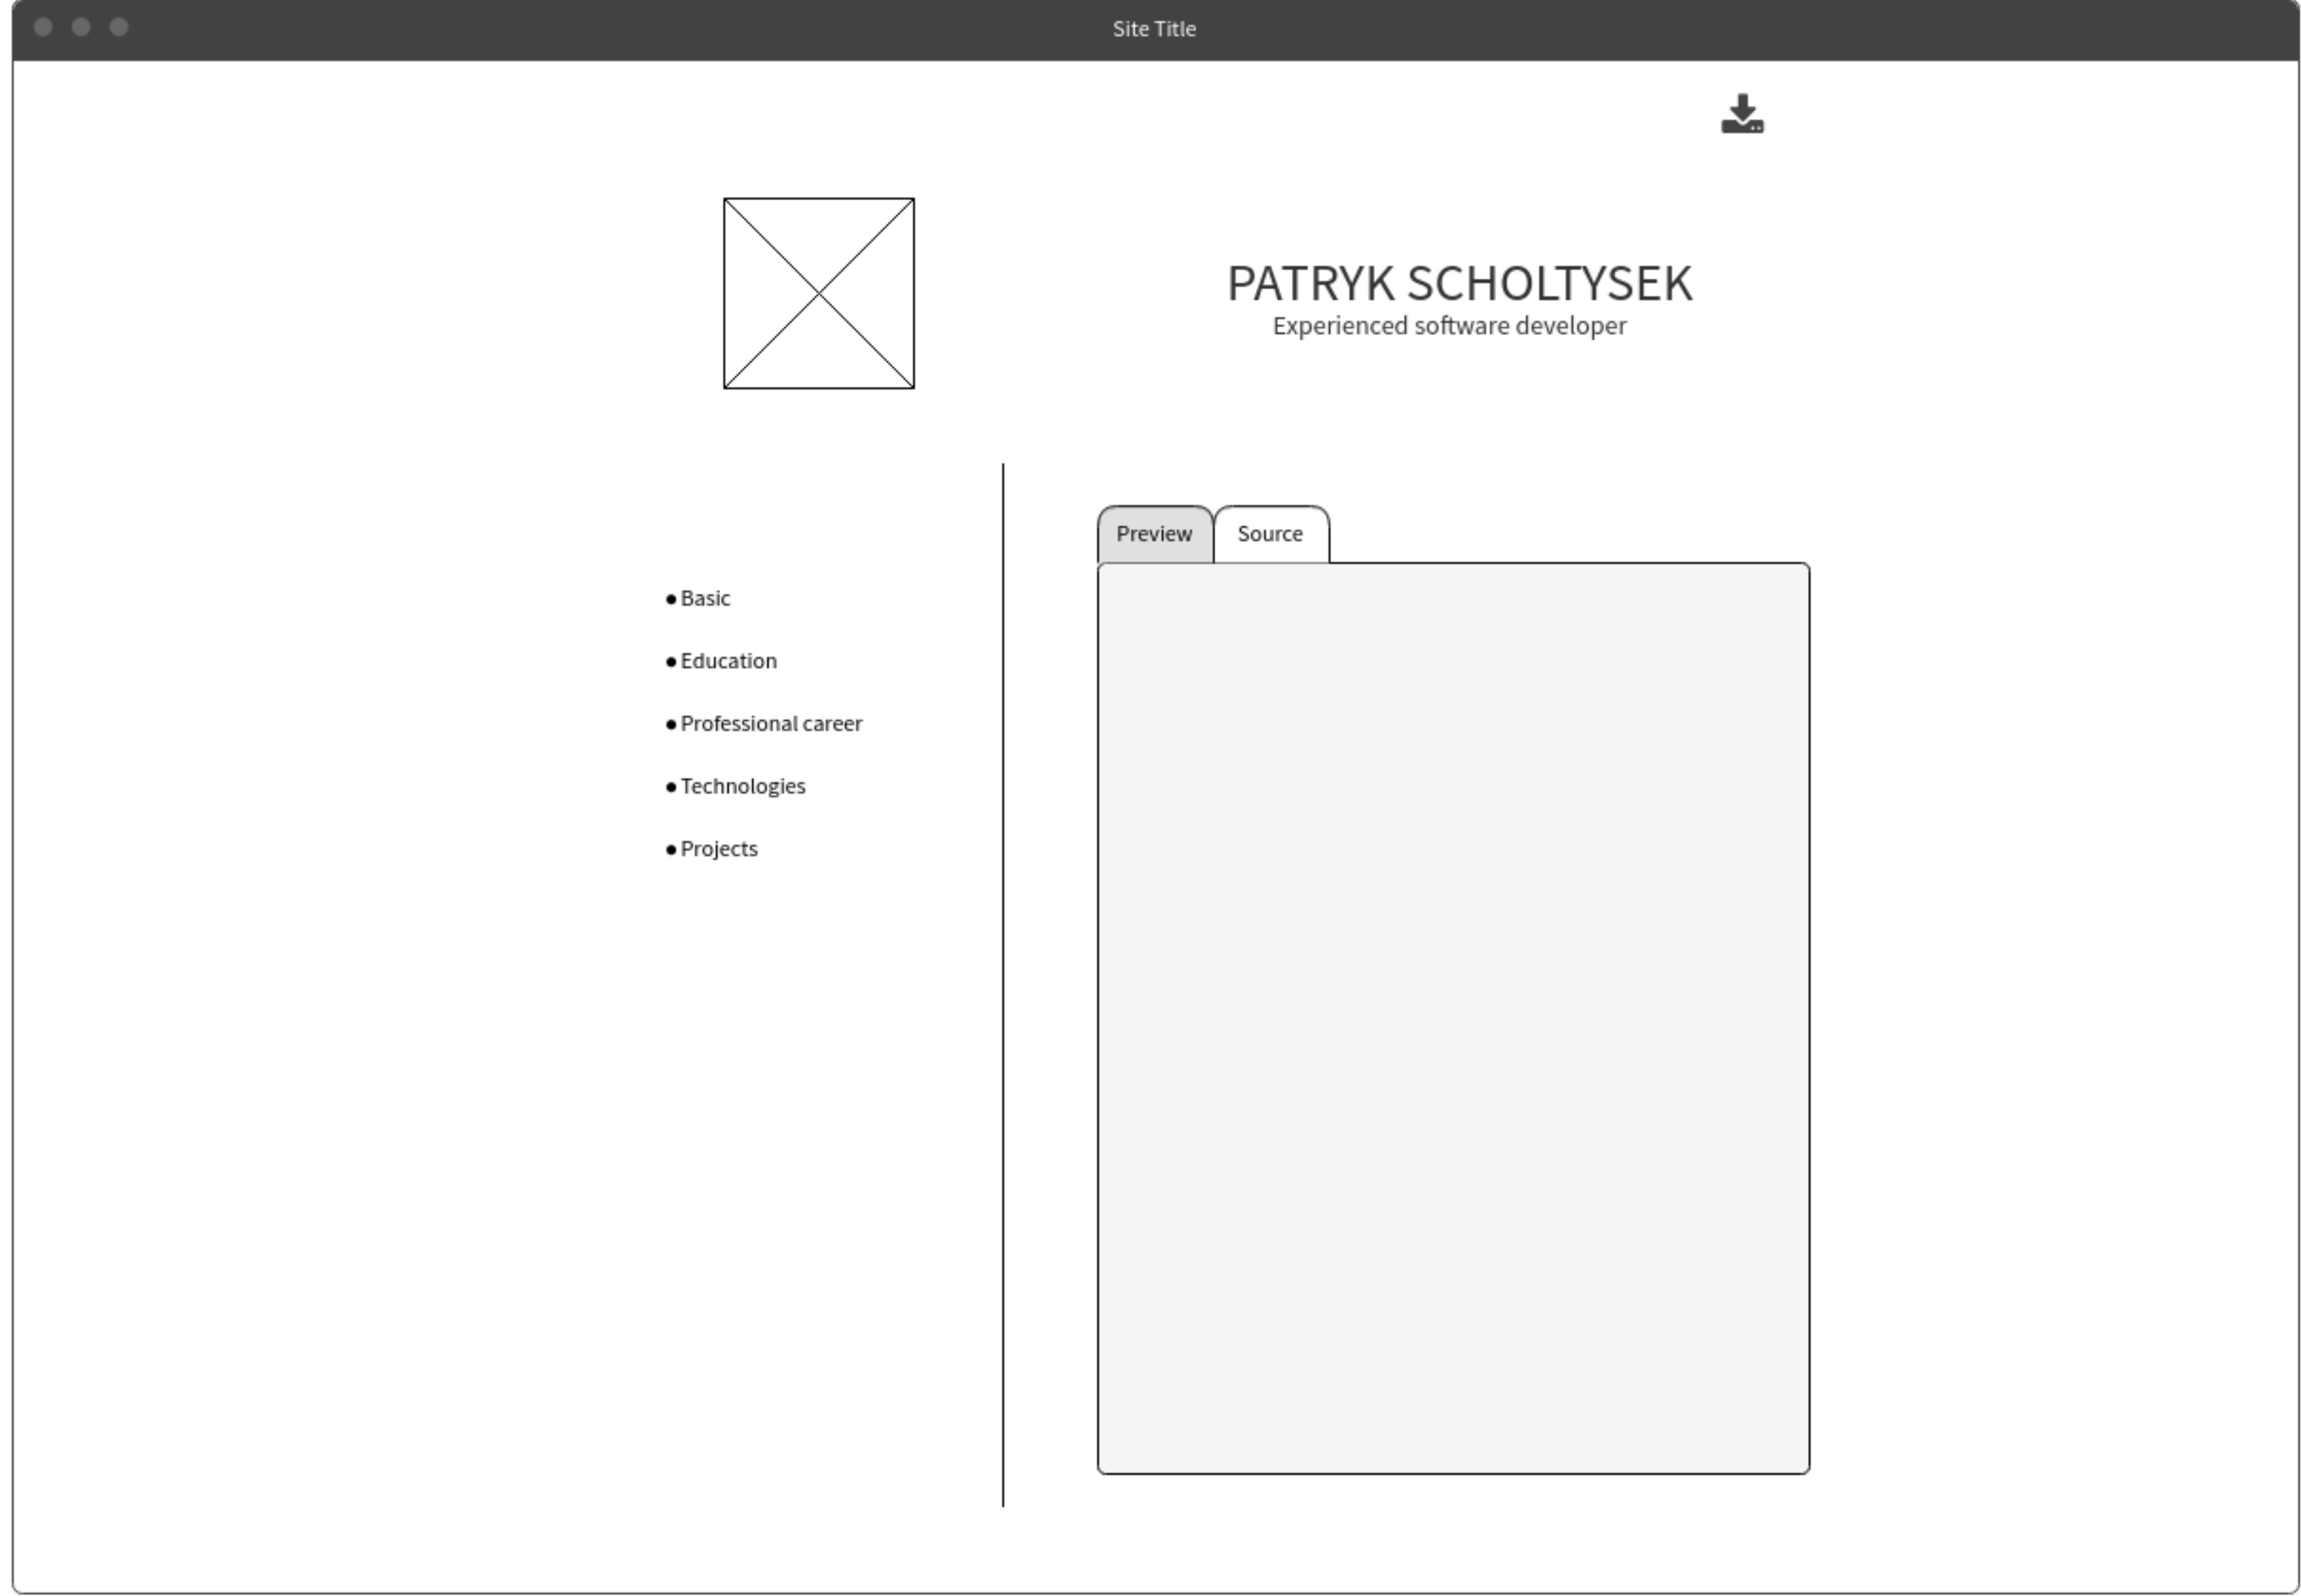 Site Title
PATRYK SCHOLTYSEK
Experienced software developer
Preview
Source
Basic
Education
Professional career
Technologies
Projects